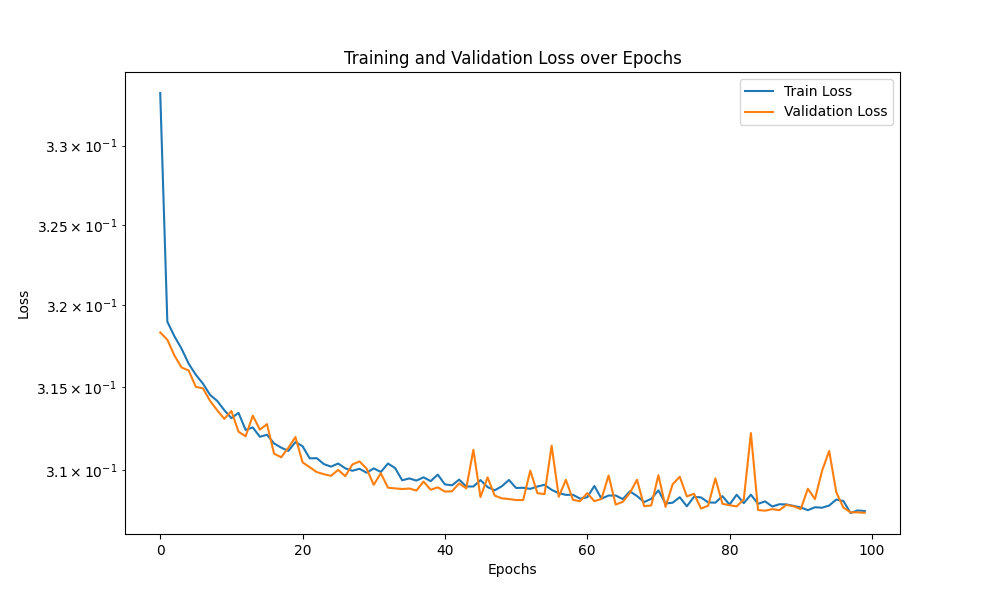 Training and Validation Loss over Epochs
Train Loss
Validation Loss
3.3 × 10⁻¹
3.25 × 10⁻¹
3.2 × 10⁻¹
3.15 × 10⁻¹
3.1 × 10⁻¹
Loss
0 20 40 60 80 100
Epochs